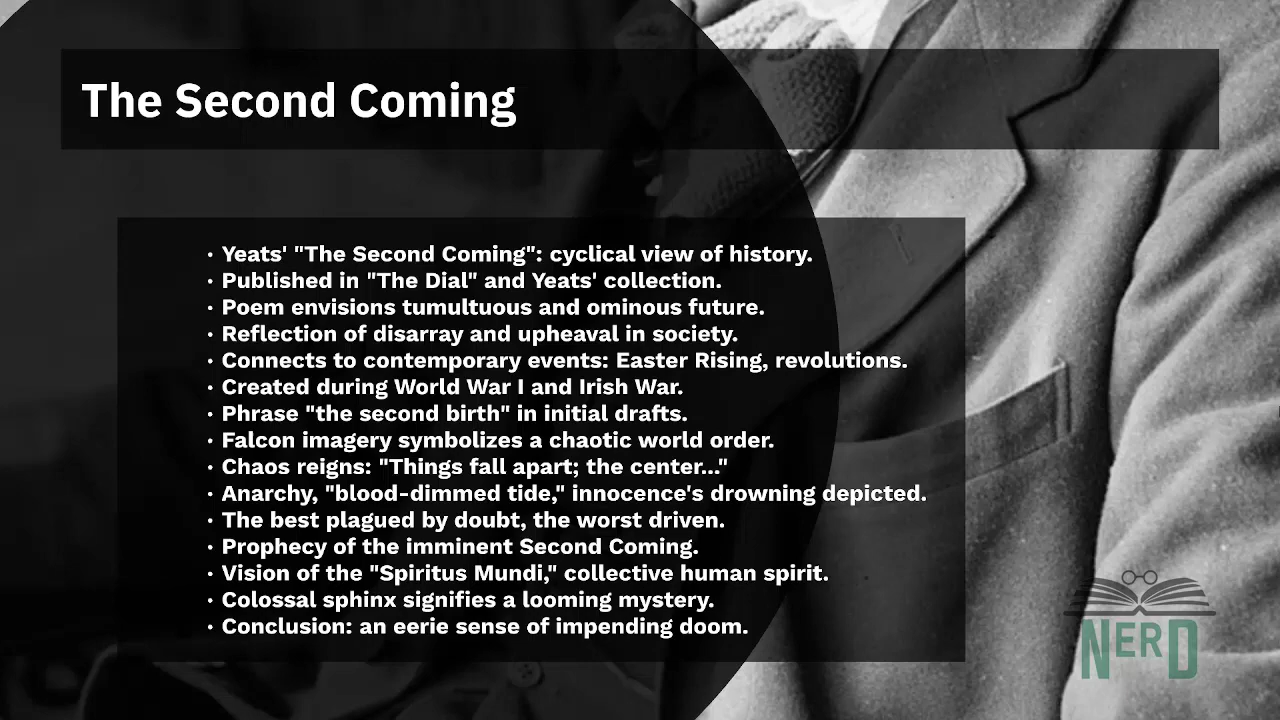 The Second Coming
• Yeats' "The Second Coming": cyclical view of history.
• Published in "The Dial" and Yeats' collection.
• Poem envisions tumultuous and ominous future.
• Reflection of disarray and upheaval in society.
• Connects to contemporary events: Easter Rising, revolutions.
• Created during World War I and Irish War.
• Phrase "the second birth" in initial drafts.
• Falcon imagery symbolizes a chaotic world order.
• Chaos reigns: "Things fall apart; the center..."
• Anarchy, "blood-dimmed tide," innocence's drowning depicted.
• The best plagued by doubt, the worst driven.
• Prophecy of the imminent Second Coming.
• Vision of the "Spiritus Mundi," collective human spirit.
• Colossal sphinx signifies a looming mystery.
• Conclusion: an eerie sense of impending doom.
NERD